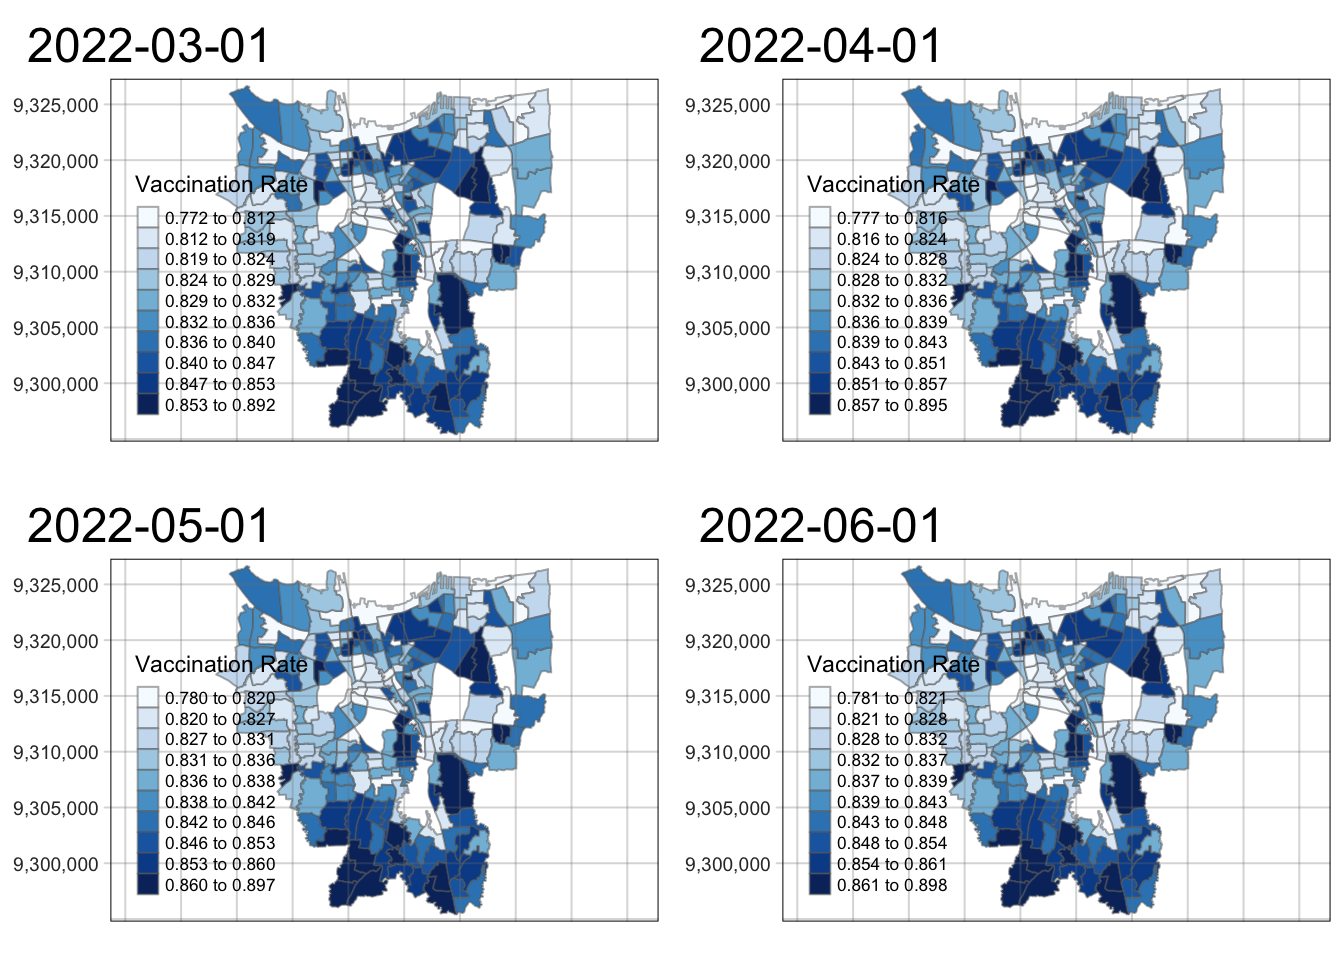 2022-03-01
9,325,000
9,320,000
9,315,000
9,310,000
9,305,000
9,300,000
Vaccination Rate
0.772 to 0.812
0.812 to 0.819
0.819 to 0.824
0.824 to 0.829
0.829 to 0.832
0.832 to 0.836
0.836 to 0.840
0.840 to 0.847
0.847 to 0.853
0.853 to 0.892
2022-04-01
9,325,000
9,320,000
9,315,000
9,310,000
9,305,000
9,300,000
Vaccination Rate
0.777 to 0.816
0.816 to 0.824
0.824 to 0.828
0.828 to 0.832
0.832 to 0.836
0.836 to 0.839
0.839 to 0.843
0.843 to 0.851
0.851 to 0.857
0.857 to 0.895
2022-05-01
9,325,000
9,320,000
9,315,000
9,310,000
9,305,000
9,300,000
Vaccination Rate
0.780 to 0.820
0.820 to 0.827
0.827 to 0.831
0.831 to 0.836
0.836 to 0.838
0.838 to 0.842
0.842 to 0.846
0.846 to 0.853
0.853 to 0.860
0.860 to 0.897
2022-06-01
9,325,000
9,320,000
9,315,000
9,310,000
9,305,000
9,300,000
Vaccination Rate
0.781 to 0.821
0.821 to 0.828
0.828 to 0.832
0.832 to 0.837
0.837 to 0.839
0.839 to 0.843
0.843 to 0.848
0.848 to 0.854
0.854 to 0.861
0.861 to 0.898